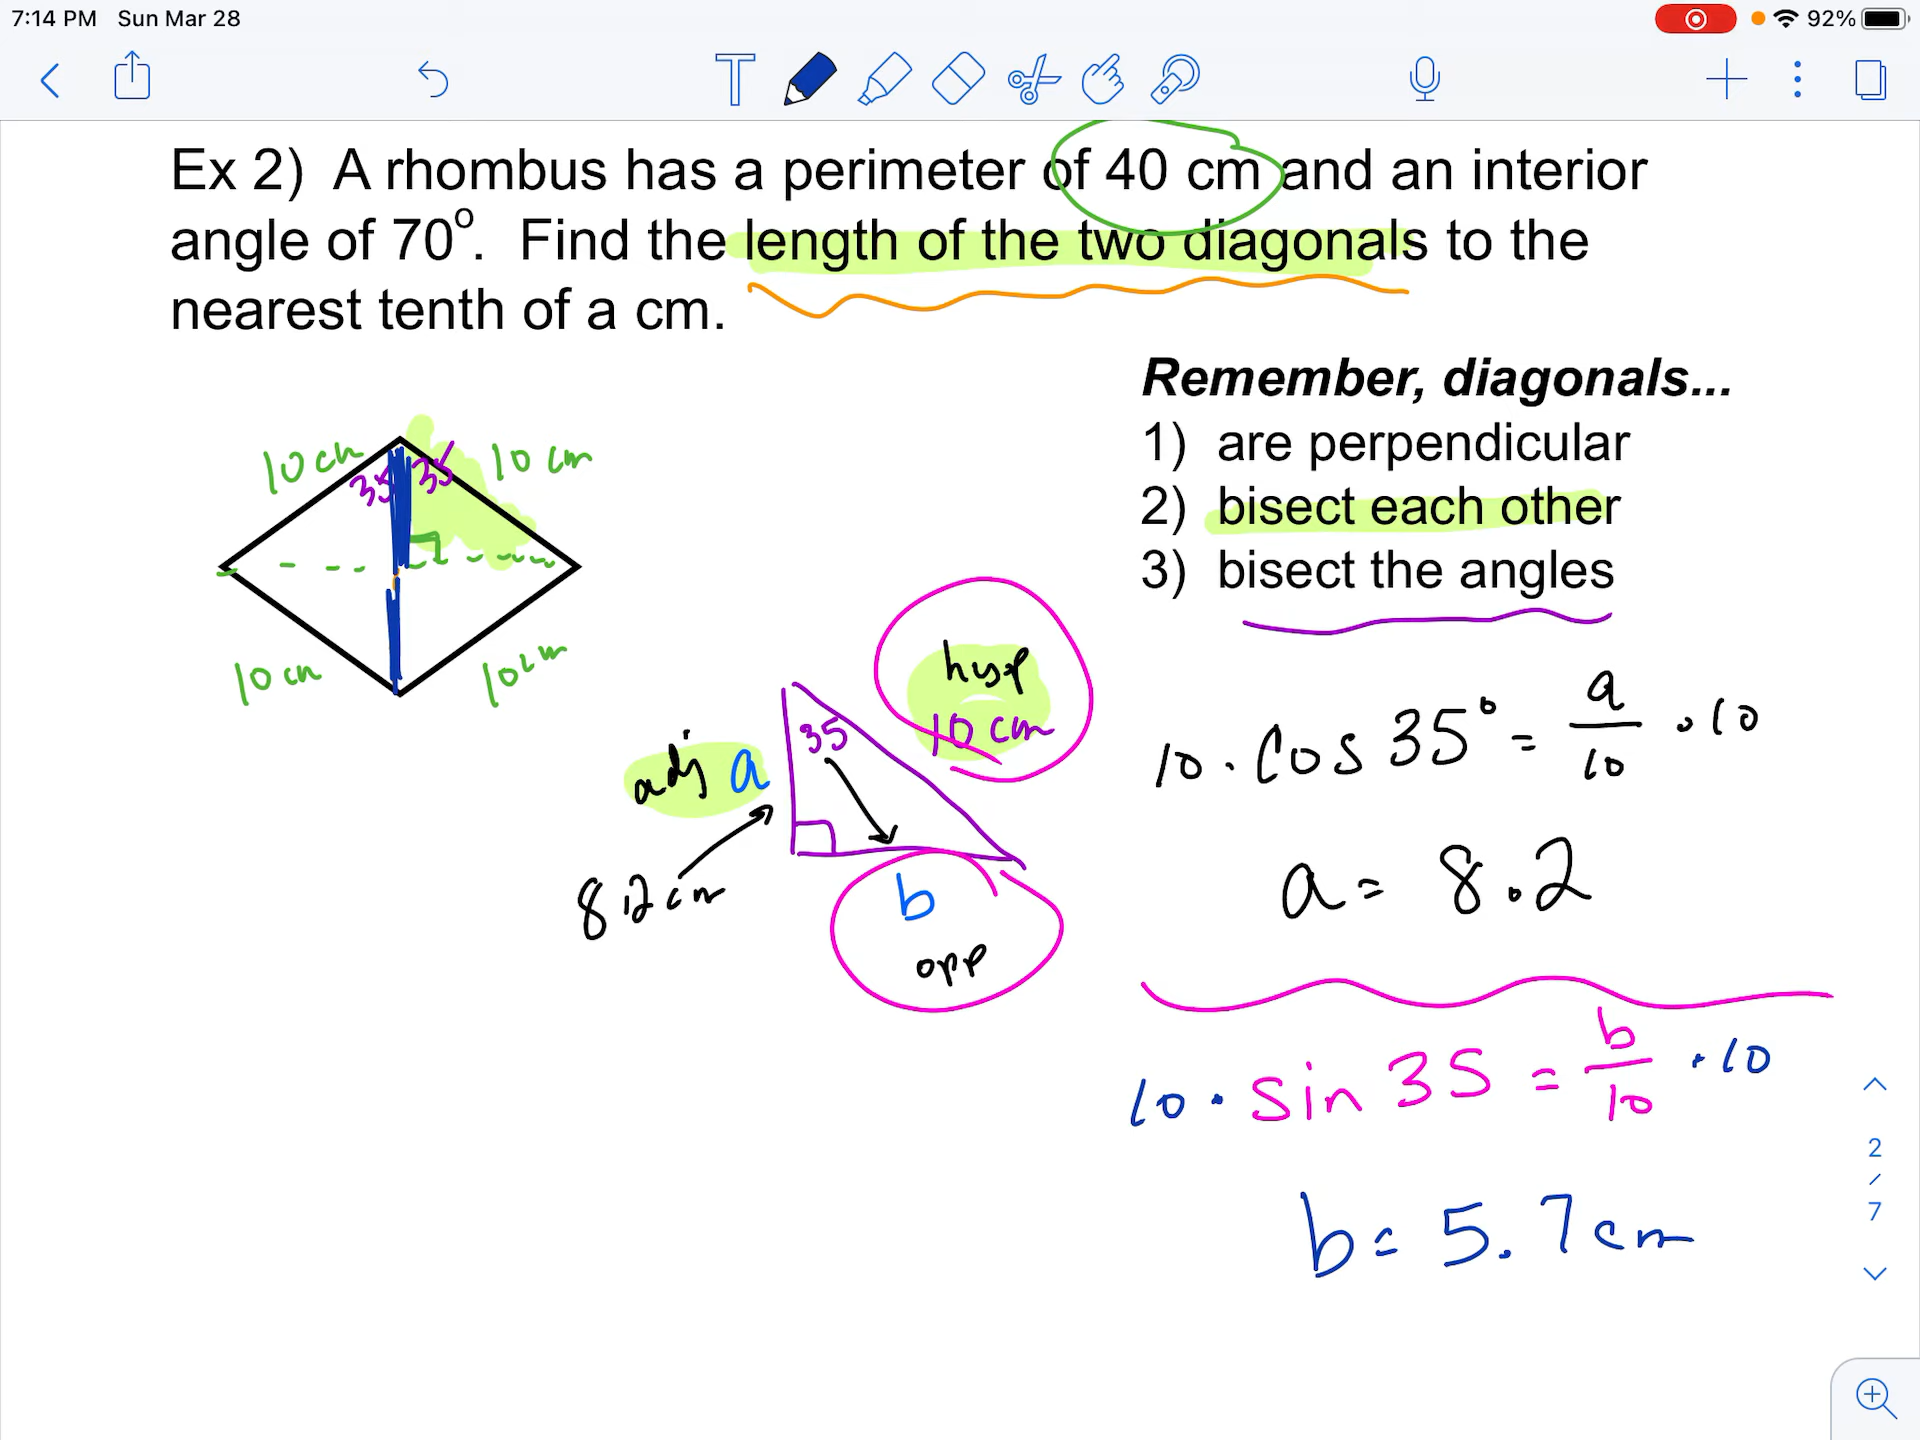 7:14 PM Sun Mar 28
92%
T
Ex 2) A rhombus has a perimeter of 40 cm and an interior
angle of 70°. Find the length of the two diagonals to the
nearest tenth of a cm.
Remember, diagonals...
1) are perpendicular
2) bisect each other
3) bisect the angles
10 cm
10 cm
35 35
10 cm
10 cm
hyp
10 cm
35
adj a
8.2 cm
b
opp
10 · cos 35° = a/10 · 10
a = 8.2
10 · sin 35 = b/10 · 10
b = 5.7 cm
2
/
7